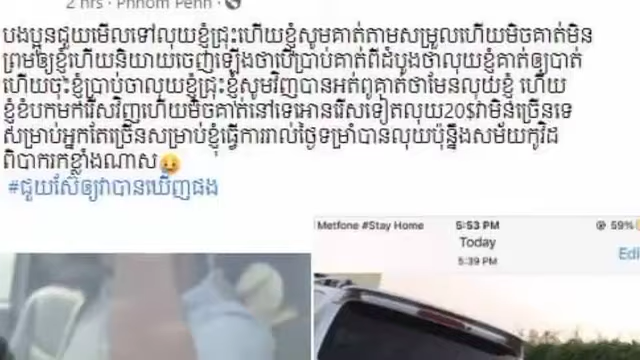 2 hrs · Phnom Penh ·
បងប្អូនជួយមើលទៅលុយខ្ញុំជ្រុះហើយខ្ញុំសូមគាត់តាមសម្រួលហើយមិចគាត់មិន
ព្រមឲ្យខ្ញុំហើយនិយាយចេញឡើងថាបើប្រាប់គាត់ពីដំបូងថាលុយខ្ញុំគាត់ឲ្យបាត់
ហើយចុះខ្ញុំប្រាប់ចាលុយខ្ញុំជ្រុះខ្ញុំសូមវិញបានអត់ពួគាត់ថាមែនលុយខ្ញុំ ហើយ
ខ្ញុំខំបកមករើសវិញហើយមិចគាត់នៅទេអោនរើសទៀតលុយ20$វាមិនច្រើនទេ
សម្រាប់អ្នកតែច្រើនសម្រាប់ខ្ញុំធ្វើការរាល់ថ្ងៃទម្រាំបានលុយប៉ុន្នឹងសម័យកូវិដ
ពិបាករកខ្លាំងណាស់😢
#ជួយស៊ែឲ្យវាបានឃើញផង
Metfone #Stay Home 5:53 PM 59%
Today
5:39 PM
Edi